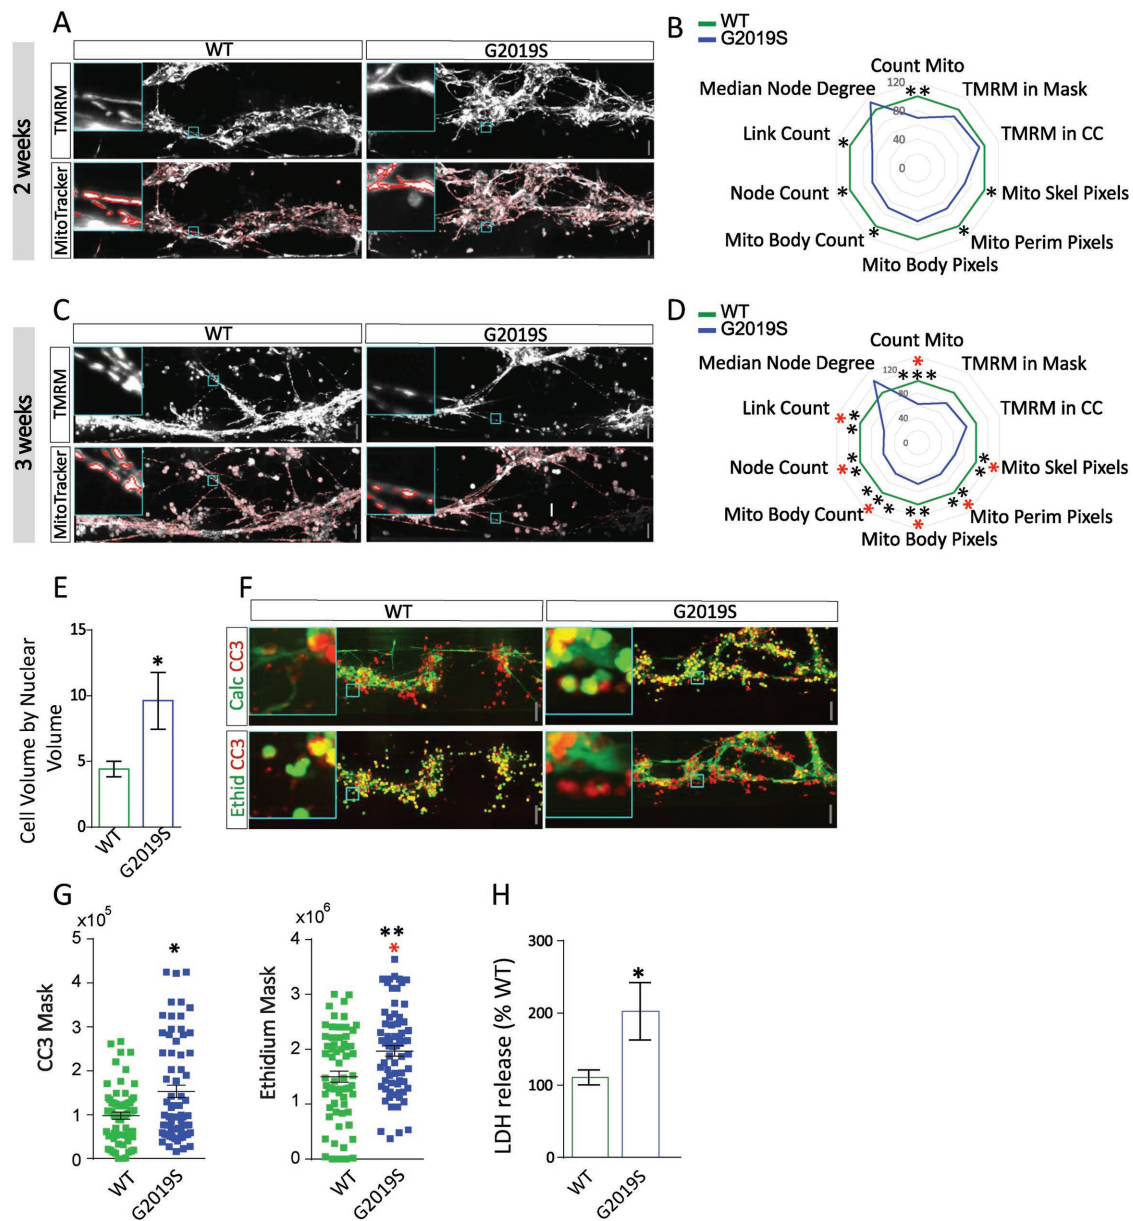 A
WT
G2019S
2 weeks
TMRM
MitoTracker
B
WT
G2019S
Count Mito
Median Node Degree
TMRM in Mask
Link Count
TMRM in CC
Node Count
Mito Skel Pixels
Mito Body Count
Mito Perim Pixels
Mito Body Pixels
120
80
40
0
**
*
*
*
*
*
C
WT
G2019S
3 weeks
TMRM
MitoTracker
D
WT
G2019S
Count Mito
Median Node Degree
TMRM in Mask
Link Count
TMRM in CC
Node Count
Mito Skel Pixels
Mito Body Count
Mito Perim Pixels
Mito Body Pixels
120
80
40
0
*
***
*
**
*
**
*
***
*
**
*
**
*
**
E
Cell Volume by Nuclear
Volume
15
10
5
0
*
WT
G2019S
F
WT
G2019S
Calc CC3
Ethid CC3
G
x10⁵
CC3 Mask
5
4
3
2
1
0
*
WT
G2019S
x10⁶
Ethidium Mask
4
3
2
1
0
**
*
WT
G2019S
H
LDH release (% WT)
300
200
100
0
*
WT
G2019S